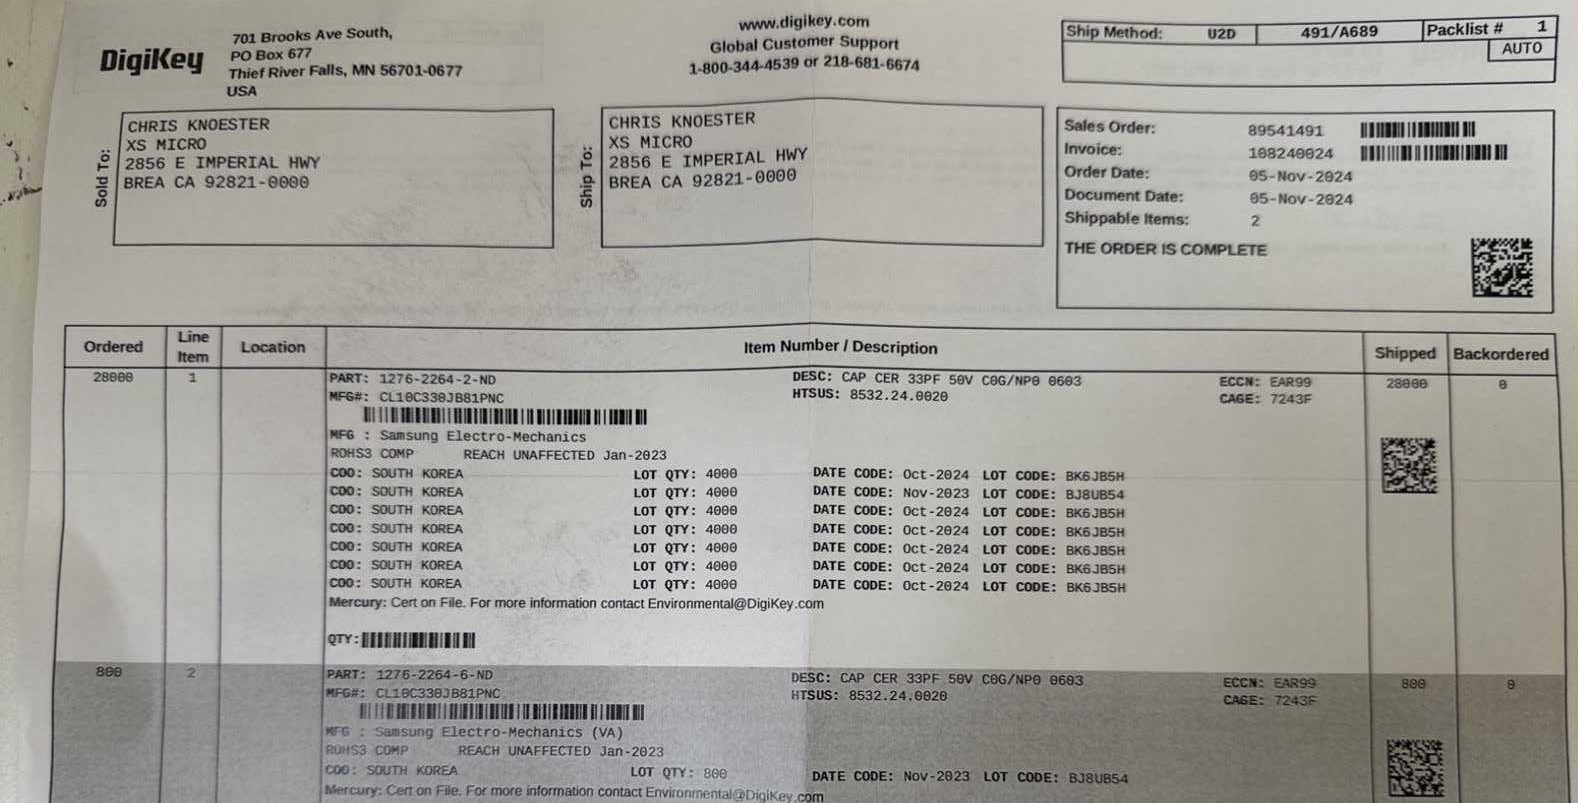 DigiKey
701 Brooks Ave South,
PO Box 677
Thief River Falls, MN 56701-0677
USA
www.digikey.com
Global Customer Support
1-800-344-4539 or 218-681-6674
Ship Method: U2D 491/A689 Packlist # 1
AUTO
Sold To:
CHRIS KNOESTER
XS MICRO
2856 E IMPERIAL HWY
BREA CA 92821-0000
Ship To:
CHRIS KNOESTER
XS MICRO
2856 E IMPERIAL HWY
BREA CA 92821-0000
Sales Order: 89541491
Invoice: 108240024
Order Date: 05-Nov-2024
Document Date: 05-Nov-2024
Shippable Items: 2
THE ORDER IS COMPLETE
Ordered Line Item Location Item Number / Description Shipped Backordered
28000 1 PART: 1276-2264-2-ND DESC: CAP CER 33PF 50V C0G/NP0 0603 ECCN: EAR99 28000 0
MFG#: CL10C330JB81PNC HTSUS: 8532.24.0020 CAGE: 7243F
MFG : Samsung Electro-Mechanics
ROHS3 COMP REACH UNAFFECTED Jan-2023
COO: SOUTH KOREA LOT QTY: 4000 DATE CODE: Oct-2024 LOT CODE: BK6JB5H
COO: SOUTH KOREA LOT QTY: 4000 DATE CODE: Nov-2023 LOT CODE: BJ8UB54
COO: SOUTH KOREA LOT QTY: 4000 DATE CODE: Oct-2024 LOT CODE: BK6JB5H
COO: SOUTH KOREA LOT QTY: 4000 DATE CODE: Oct-2024 LOT CODE: BK6JB5H
COO: SOUTH KOREA LOT QTY: 4000 DATE CODE: Oct-2024 LOT CODE: BK6JB5H
COO: SOUTH KOREA LOT QTY: 4000 DATE CODE: Oct-2024 LOT CODE: BK6JB5H
COO: SOUTH KOREA LOT QTY: 4000 DATE CODE: Oct-2024 LOT CODE: BK6JB5H
Mercury: Cert on File. For more information contact Environmental@DigiKey.com
QTY:
800 2 PART: 1276-2264-6-ND DESC: CAP CER 33PF 50V C0G/NP0 0603 ECCN: EAR99 800 0
MFG#: CL10C330JB81PNC HTSUS: 8532.24.0020 CAGE: 7243F
MFG : Samsung Electro-Mechanics (VA)
ROHS3 COMP REACH UNAFFECTED Jan-2023
COO: SOUTH KOREA LOT QTY: 800 DATE CODE: Nov-2023 LOT CODE: BJ8UB54
Mercury: Cert on File. For more information contact Environmental@DigiKey.com